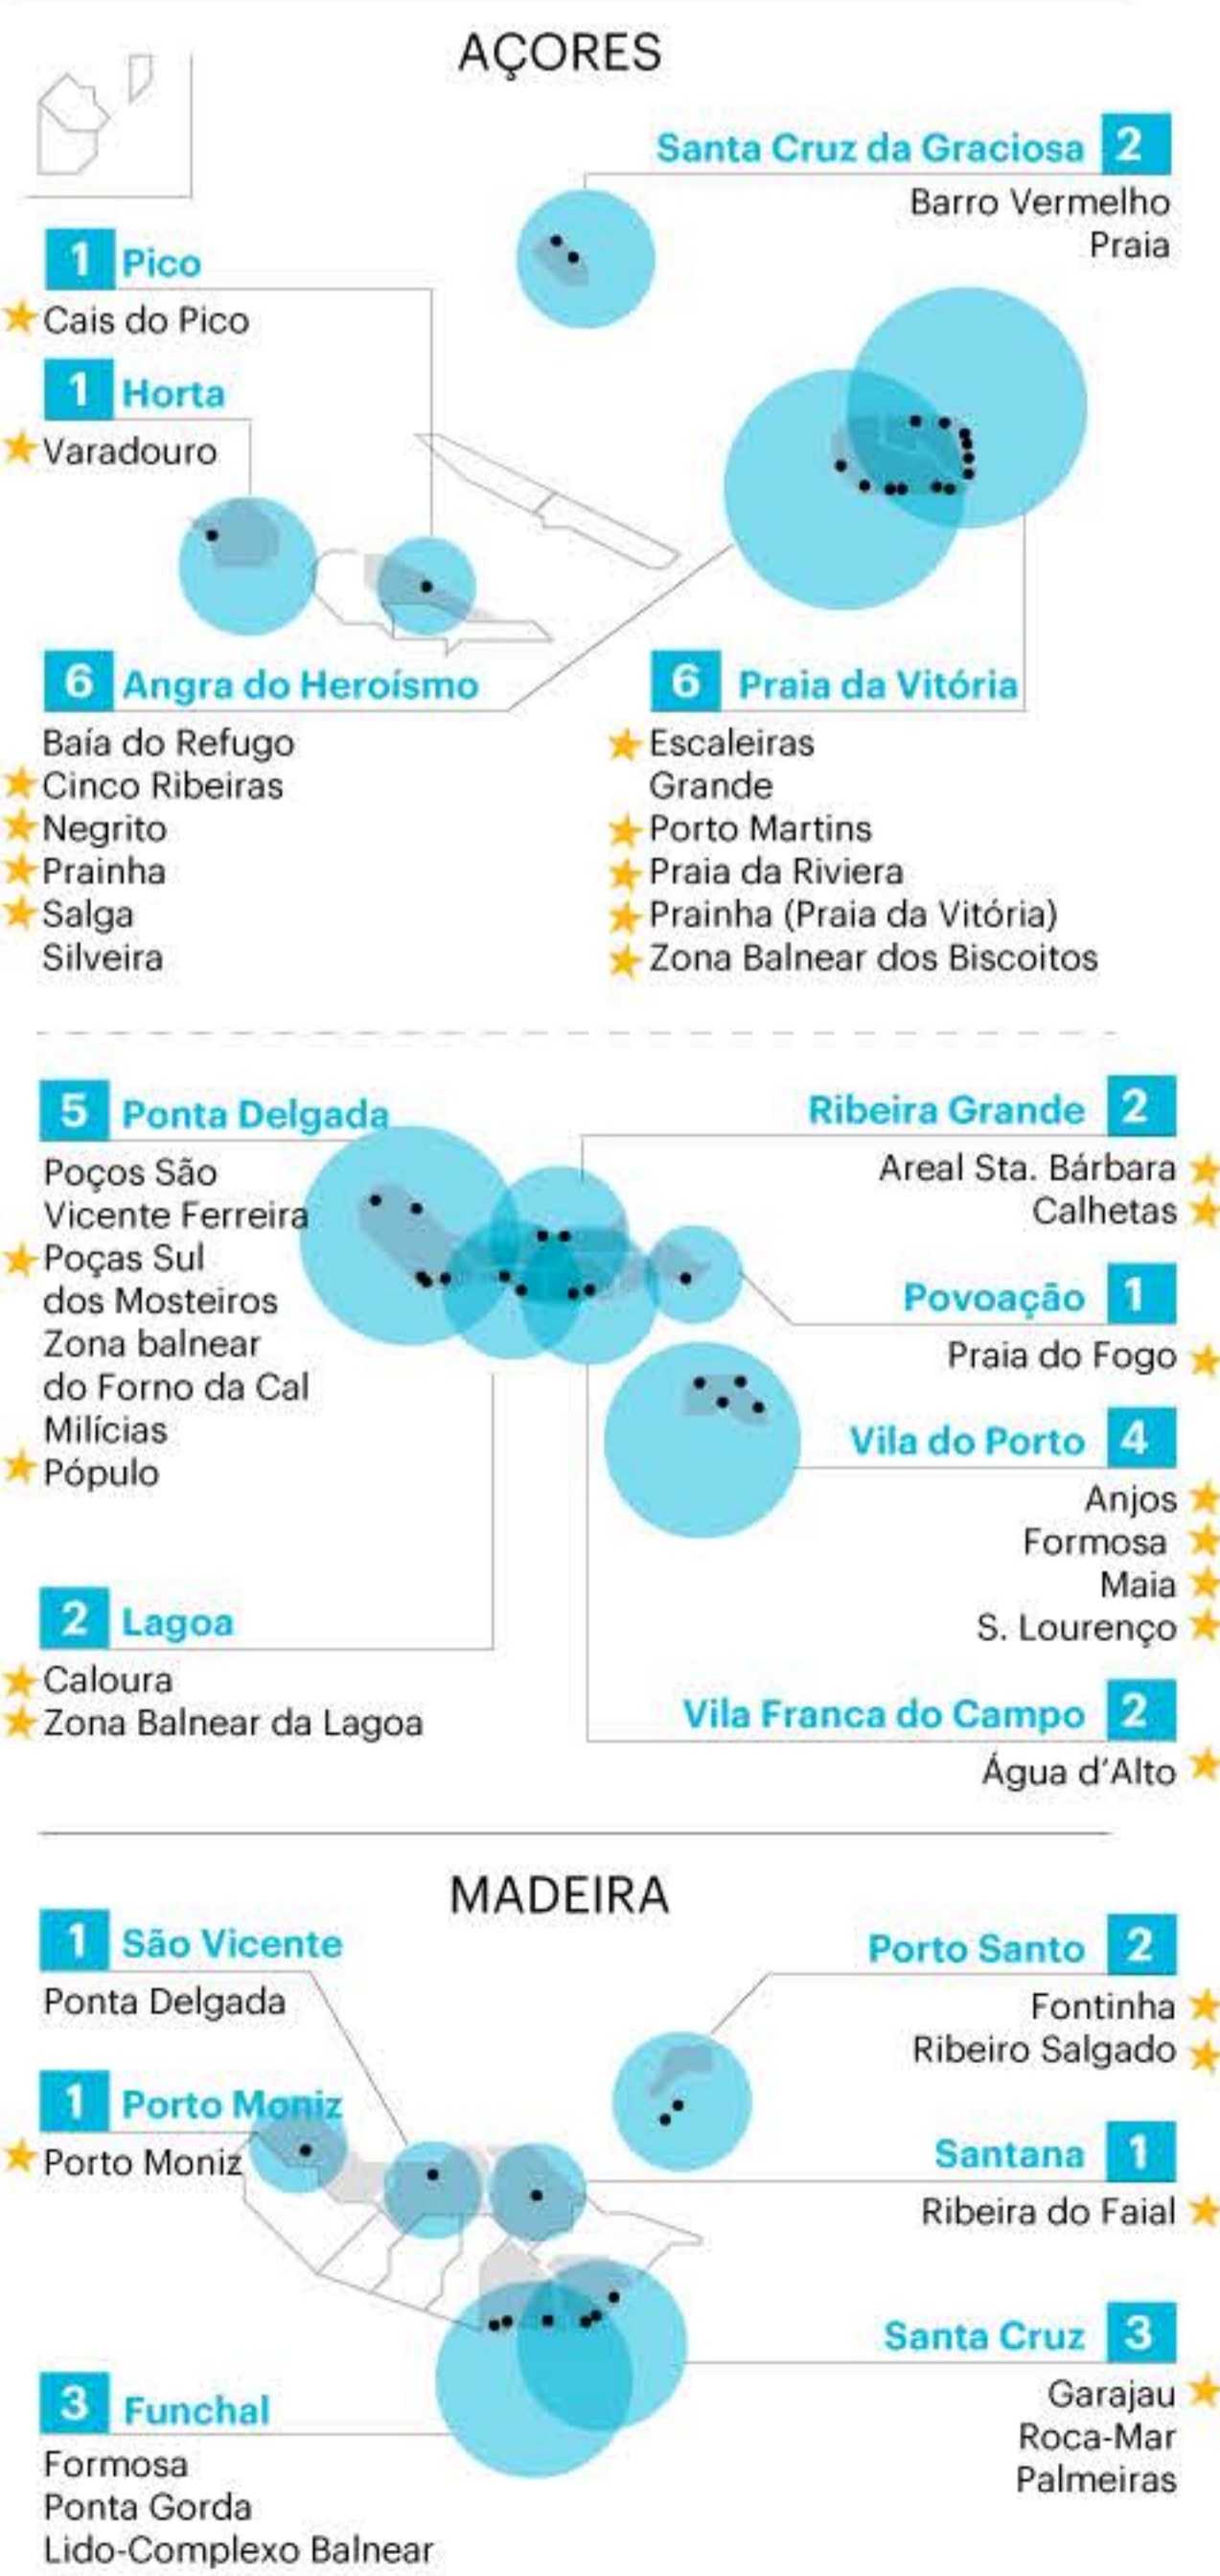 AÇORES
Santa Cruz da Graciosa 2
Barro Vermelho
Praia
1 Pico
Cais do Pico
1 Horta
Varadouro
6 Angra do Heroísmo
Baía do Refugo
Cinco Ribeiras
Negrito
Prainha
Salga
Silveira
6 Praia da Vitória
Escaleiras
Grande
Porto Martins
Praia da Riviera
Prainha (Praia da Vitória)
Zona Balnear dos Biscoitos
5 Ponta Delgada
Poços São
Vicente Ferreira
Poças Sul
dos Mosteiros
Zona balnear
do Forno da Cal
Milícias
Pópulo
Ribeira Grande 2
Areal Sta. Bárbara
Calhetas
Povoação 1
Praia do Fogo
Vila do Porto 4
Anjos
Formosa
Maia
S. Lourenço
2 Lagoa
Caloura
Zona Balnear da Lagoa
Vila Franca do Campo 2
Água d'Alto
MADEIRA
1 São Vicente
Ponta Delgada
1 Porto Moniz
Porto Moniz
Porto Santo 2
Fontinha
Ribeiro Salgado
Santana 1
Ribeira do Faial
Santa Cruz 3
Garajau
Roca-Mar
Palmeiras
3 Funchal
Formosa
Ponta Gorda
Lido-Complexo Balnear